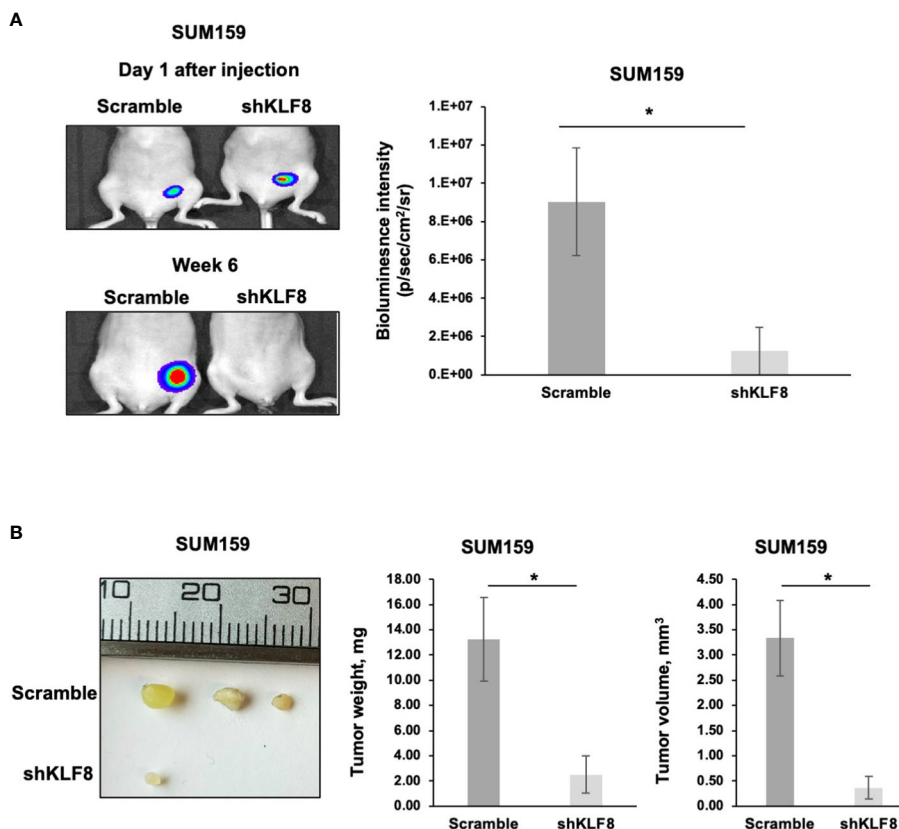 A
SUM159
Day 1 after injection
Scramble shKLF8
Week 6
Scramble shKLF8
SUM159
*
Bioluminesnce intensity
(p/sec/cm²/sr)
1.E+07
1.E+07
8.E+06
6.E+06
4.E+06
2.E+06
0.E+00
Scramble shKLF8
B
SUM159
10 20 30
Scramble
shKLF8
SUM159
*
Tumor weight, mg
18.00
16.00
14.00
12.00
10.00
8.00
6.00
4.00
2.00
0.00
Scramble shKLF8
SUM159
*
Tumor volume, mm³
4.50
4.00
3.50
3.00
2.50
2.00
1.50
1.00
0.50
0.00
Scramble shKLF8